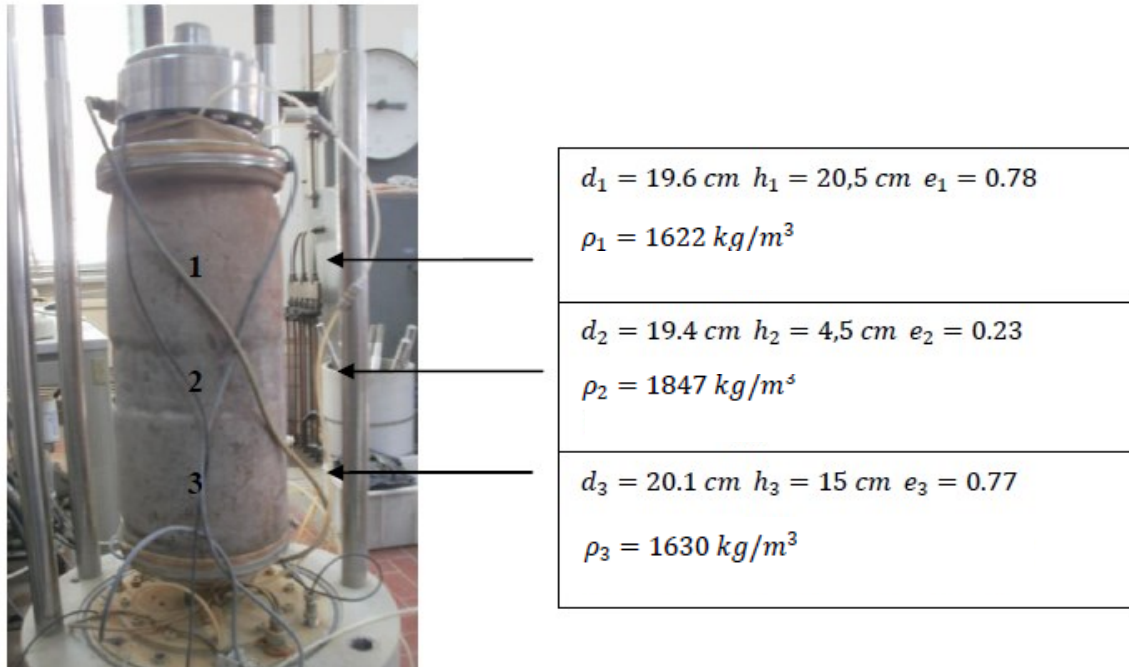 1
2
3
d₁ = 19.6 cm h₁ = 20,5 cm e₁ = 0.78
ρ₁ = 1622 kg/m³
d₂ = 19.4 cm h₂ = 4,5 cm e₂ = 0.23
ρ₂ = 1847 kg/m³
d₃ = 20.1 cm h₃ = 15 cm e₃ = 0.77
ρ₃ = 1630 kg/m³